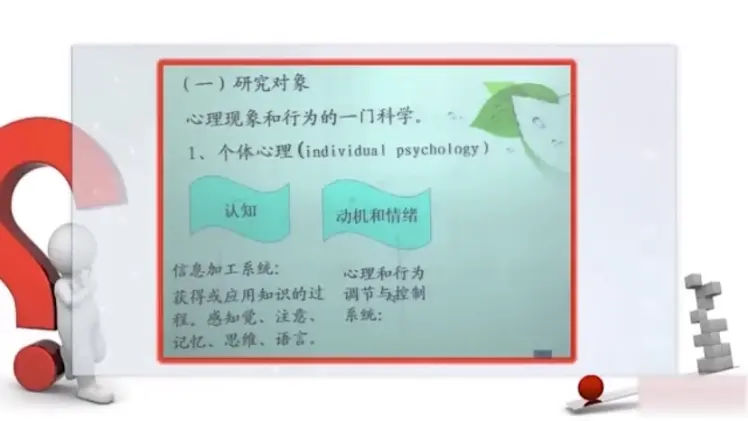 （一）研究对象
心理现象和行为的一门科学。
1、个体心理(individual psychology)
认知
动机和情绪
信息加工系统:
获得或应用知识的过
程。感知觉、注意、
记忆、思维、语言。
心理和行为
调节与控制
系统: